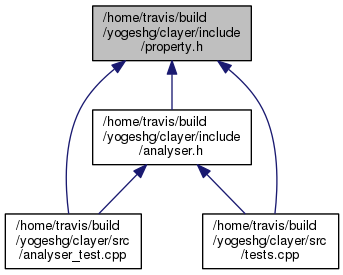 /home/travis/build
/yogeshg/clayer/include
/property.h
/home/travis/build
/yogeshg/clayer/include
/analyser.h
/home/travis/build
/yogeshg/clayer/src
/analyser_test.cpp
/home/travis/build
/yogeshg/clayer/src
/tests.cpp